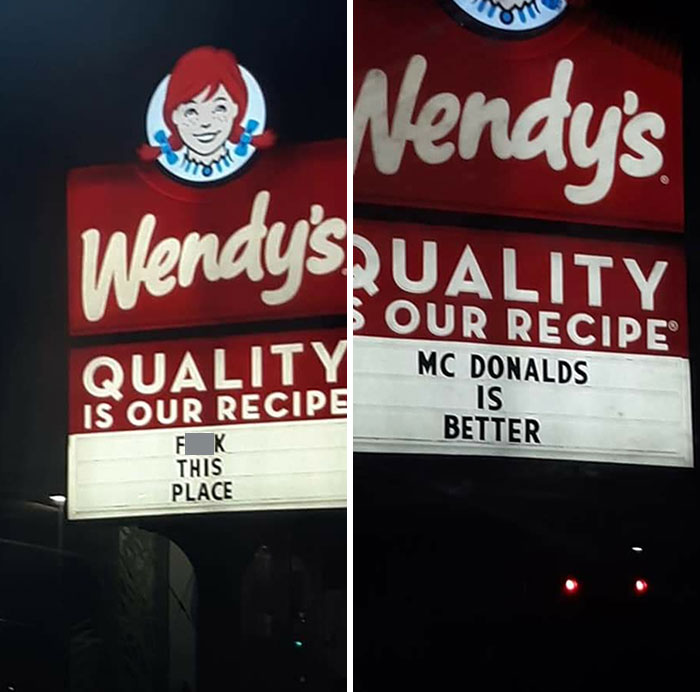 Wendy's
QUALITY
IS OUR RECIPE
F K
THIS
PLACE
Wendy's®
QUALITY
S OUR RECIPE®
MC DONALDS
IS
BETTER